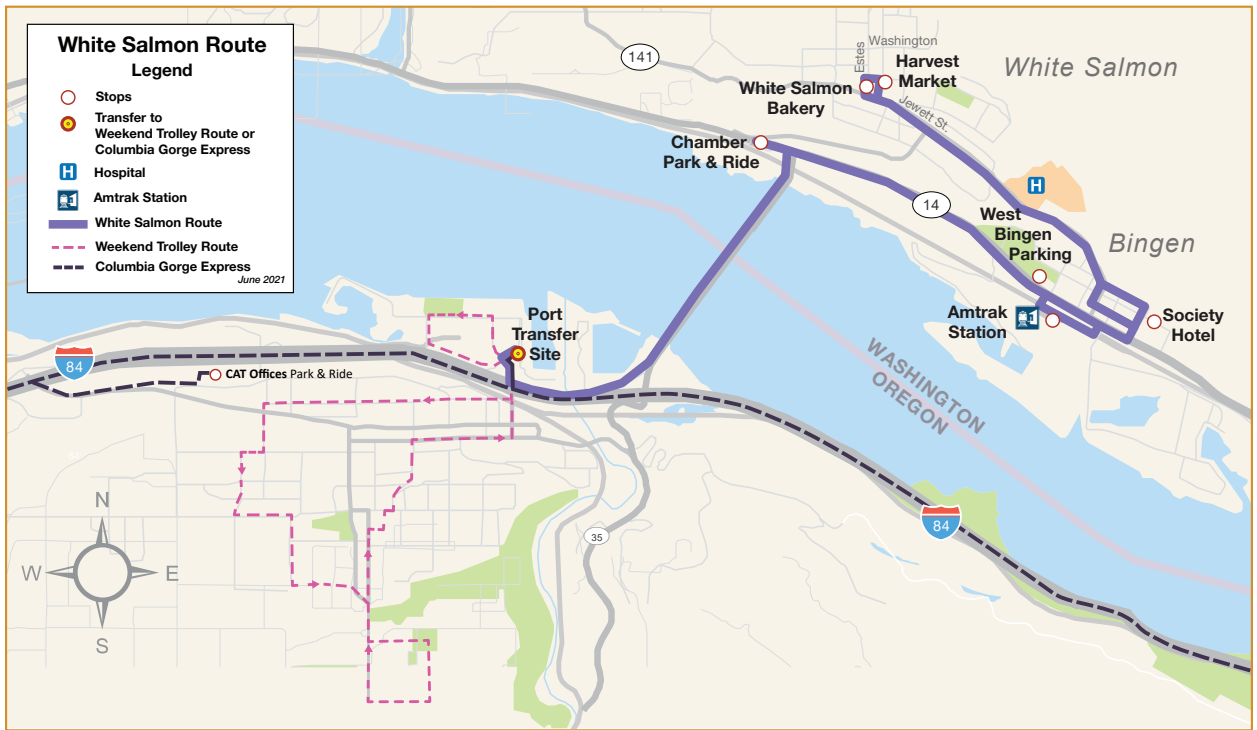 White Salmon Route
Legend
Stops
Transfer to
Weekend Trolley Route or
Columbia Gorge Express
H
Hospital
Amtrak Station
White Salmon Route
Weekend Trolley Route
Columbia Gorge Express
June 2021
141
Estes
Washington
Harvest
Market
White Salmon
White Salmon
Bakery
Jewett St.
Chamber
Park & Ride
H
14
West
Bingen
Parking
Bingen
Amtrak
Station
Society
Hotel
Port
Transfer
Site
WASHINGTON
OREGON
84
CAT Offices Park & Ride
84
35
N
W
E
S